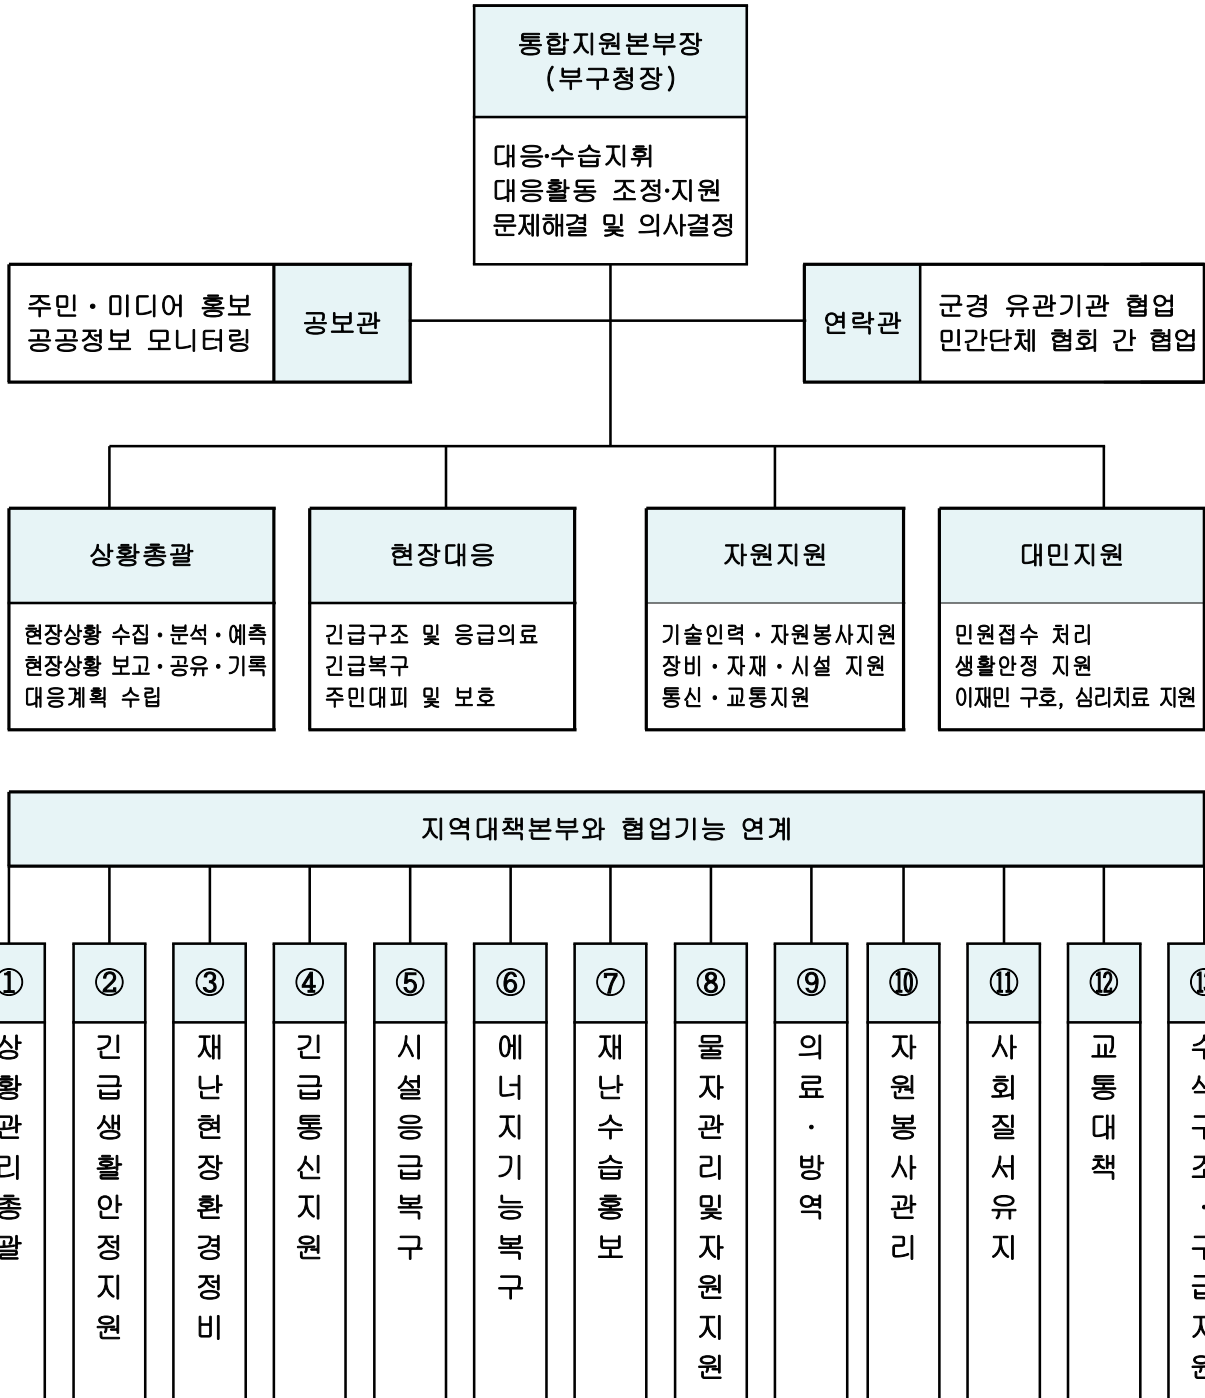 통합지원본부장
(부구청장)
대응·수습지휘
대응활동 조정·지원
문제해결 및 의사결정
주민·미디어 홍보
공공정보 모니터링
공보관
연락관
군경 유관기관 협업
민간단체 협회 간 협업
상황총괄
현장상황 수집·분석·예측
현장상황 보고·공유·기록
대응계획 수립
현장대응
긴급구조 및 응급의료
긴급복구
주민대피 및 보호
자원지원
기술인력·자원봉사지원
장비·자재·시설 지원
통신·교통지원
대민지원
민원접수 처리
생활안정 지원
이재민 구호, 심리치료 지원
지역대책본부와 협업기능 연계
①
상황관리총괄
②
긴급생활안정지원
③
재난현장환경정비
④
긴급통신지원
⑤
시설응급복구
⑥
에너지기능복구
⑦
재난수습홍보
⑧
물자관리및자원지원
⑨
의료·방역
⑩
자원봉사관리
⑪
사회질서유지
⑫
교통대책
⑬